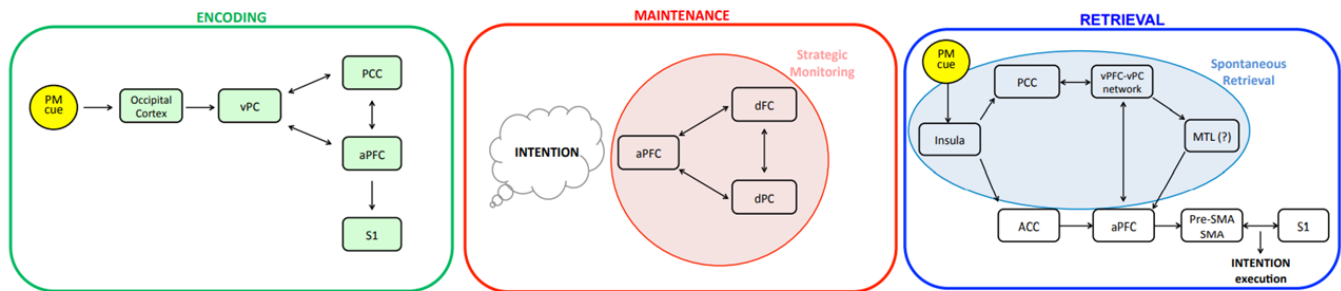 ENCODING
PM
cue
Occipital
Cortex
vPC
PCC
aPFC
S1
MAINTENANCE
Strategic
Monitoring
INTENTION
aPFC
dFC
dPC
RETRIEVAL
PM
cue
Spontaneous
Retrieval
PCC
vPFC-vPC
network
Insula
MTL (?)
ACC
aPFC
Pre-SMA
SMA
S1
INTENTION
execution